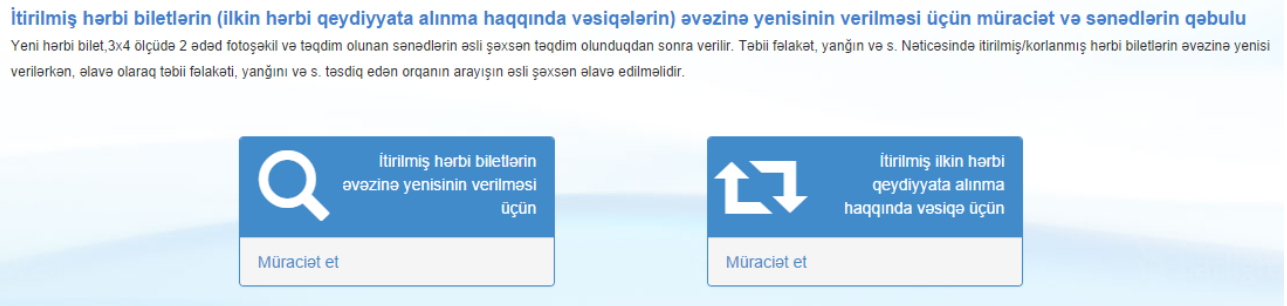 İtirilmiş hərbi biletlərin (ilkin hərbi qeydiyyata alınma haqqında vəsiqələrin) əvəzinə yenisinin verilməsi üçün müraciət və sənədlərin qəbulu
Yeni hərbi bilet,3x4 ölçüdə 2 ədəd fotoşəkil və təqdim olunan sənədlərin əsli şəxsən təqdim olunduqdan sonra verilir. Təbii fəlakət, yanğın və s. Nəticəsində itirilmiş/korlanmış hərbi biletlərin əvəzinə yenisi
verilərkən, əlavə olaraq təbii fəlakəti, yanğını və s. təsdiq edən orqanın arayışın əsli şəxsən əlavə edilməlidir.
İtirilmiş hərbi biletlərin
əvəzinə yenisinin verilməsi
üçün
Müraciət et
İtirilmiş ilkin hərbi
qeydiyyata alınma
haqqında vəsiqə üçün
Müraciət et